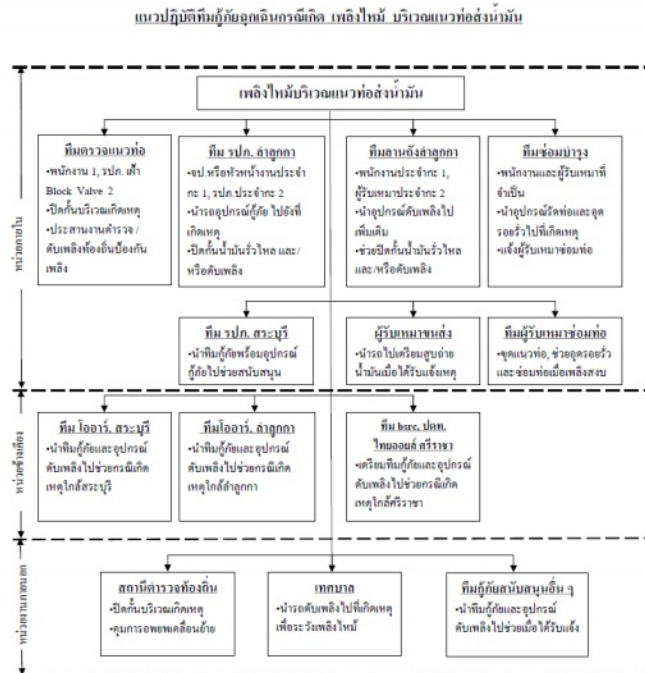 แนวปฏิบัติทีมกู้ภัยฉุกเฉินกรณีเกิด เพลิงไหม้ บริเวณแนวท่อส่งน้ำมัน
เพลิงไหม้บริเวณแนวท่อส่งน้ำมัน
หน่วยภายใน
ทีมตรวจแนวท่อ
•พนักงาน 1, รปภ. เฝ้า
Block Valve 2
•ปิดกั้นบริเวณเกิดเหตุ
•ประสานงานตำรวจ /
ดับเพลิงท้องถิ่นป้องกัน
เพลิง
ทีม รปภ. ลำลูกกา
•จป.หรือหัวหน้างานประจำ
กะ 1, รปภ.ประจำกะ 2
•นำรถอุปกรณ์กู้ภัย ไปยังที่
เกิดเหตุ
•ปิดกั้นน้ำมันรั่วไหล และ/
หรือดับเพลิง
ทีมลานถังลำลูกกา
•พนักงานประจำกะ 1,
ผู้รับเหมาประจำกะ 2
•นำอุปกรณ์ดับเพลิงไป
เพิ่มเติม
•ช่วยปิดกั้นน้ำมันรั่วไหล
และ/หรือดับเพลิง
ทีมซ่อมบำรุง
•พนักงานและผู้รับเหมาที่
จำเป็น
•นำอุปกรณ์รัดท่อและอุด
รอยรั่วไปที่เกิดเหตุ
•แจ้งผู้รับเหมาซ่อมท่อ
ทีม รปภ. สระบุรี
•นำทีมกู้ภัยพร้อมอุปกรณ์
กู้ภัยไปช่วยสนับสนุน
ผู้รับเหมาขนส่ง
•นำรถไปเตรียมสูบถ่าย
น้ำมันเมื่อได้รับแจ้งเหตุ
ทีมผู้รับเหมาซ่อมท่อ
•ขุดแนวท่อ, ช่วยอุดรอยรั่ว
และซ่อมท่อเมื่อเพลิงสงบ
หน่วยข้างเคียง
ทีม โออาร์. สระบุรี
•นำทีมกู้ภัยและอุปกรณ์
ดับเพลิงไปช่วยกรณีเกิด
เหตุใกล้สระบุรี
ทีมโออาร์. ลำลูกกา
•นำทีมกู้ภัยและอุปกรณ์
ดับเพลิงไปช่วยกรณีเกิด
เหตุใกล้ลำลูกกา
ทีม bsrc. ปตท.
ไทยออยล์ ศรีราชา
•เตรียมทีมกู้ภัยและอุปกรณ์
ดับเพลิงไปช่วยกรณีเกิด
เหตุใกล้ศรีราชา
หน่วยงานภายนอก
สถานีตำรวจท้องถิ่น
•ปิดกั้นบริเวณเกิดเหตุ
•คุมการอพยพเคลื่อนย้าย
เทศบาล
•นำรถดับเพลิงไปที่เกิดเหตุ
เพื่อระวังเพลิงไหม้
ทีมกู้ภัยสนับสนุนอื่น ๆ
•นำทีมกู้ภัยและอุปกรณ์
ดับเพลิงไปช่วยเมื่อได้รับแจ้ง